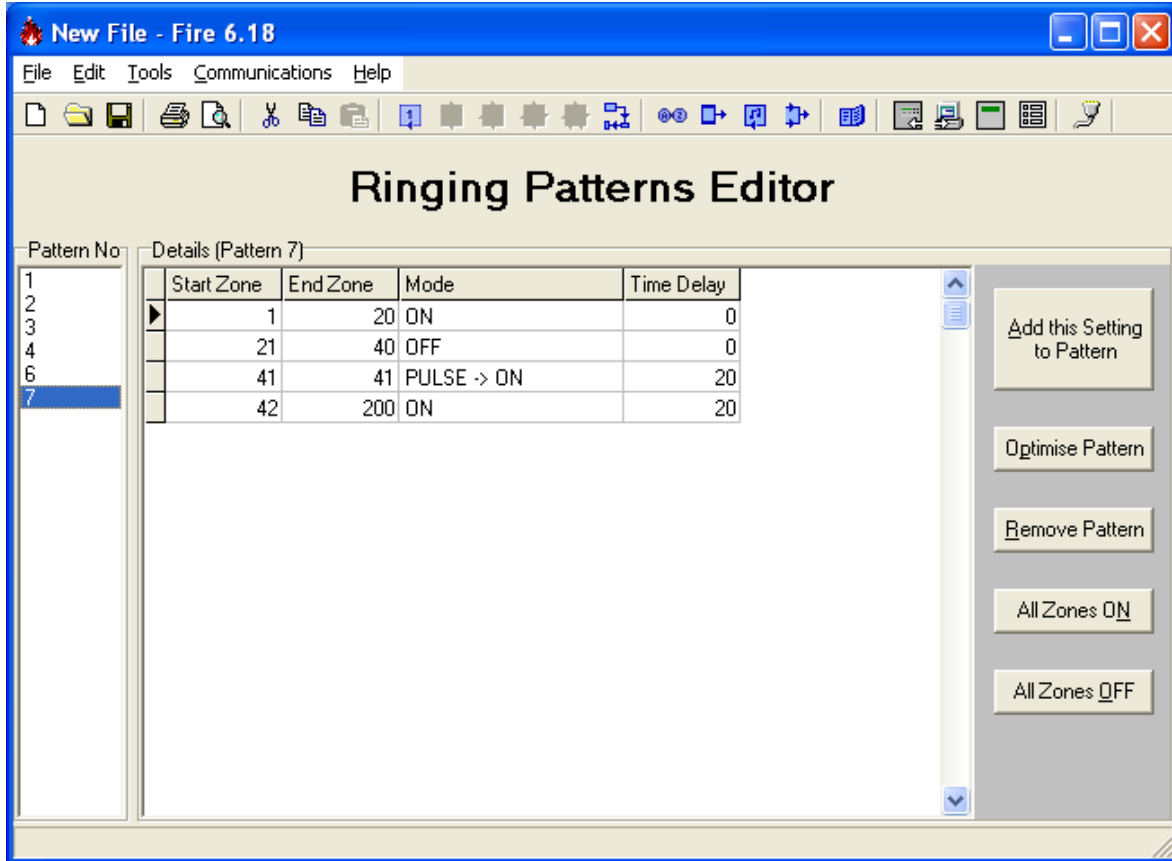 New File - Fire 6.18
File Edit Tools Communications Help
Ringing Patterns Editor
Pattern No
1
2
3
4
6
7
Details (Pattern 7)
Start Zone End Zone Mode Time Delay
1 20 ON 0
21 40 OFF 0
41 41 PULSE -> ON 20
42 200 ON 20
Add this Setting
to Pattern
Optimise Pattern
Remove Pattern
All Zones ON
All Zones OFF